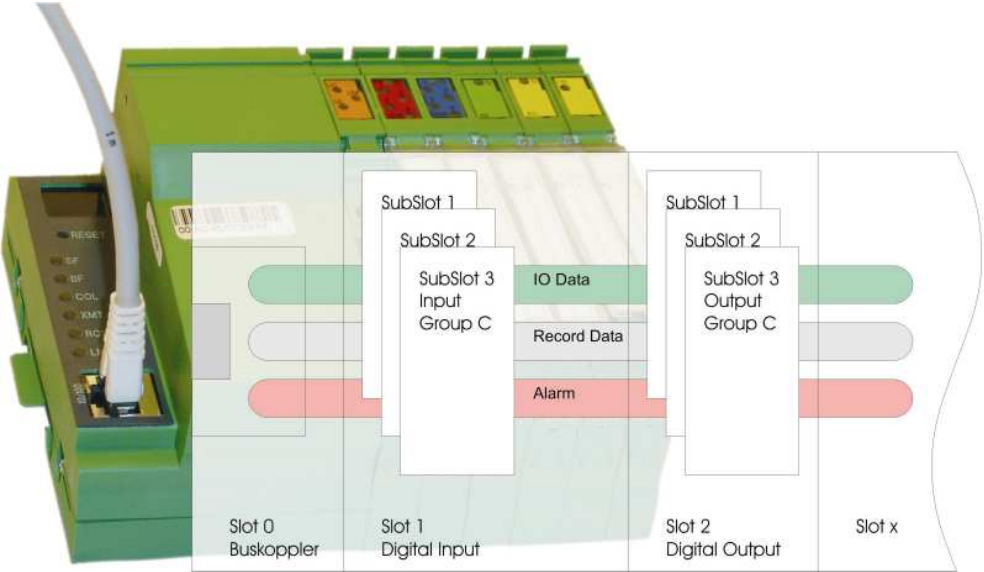 RESET
SF
BF
COL
XMT
SubSlot 1
SubSlot 2
SubSlot 3
Input
Group C
SubSlot 1
SubSlot 2
SubSlot 3
Output
Group C
IO Data
Record Data
Alarm
Slot 0
Buskoppler
Slot 1
Digital Input
Slot 2
Digital Output
Slot x